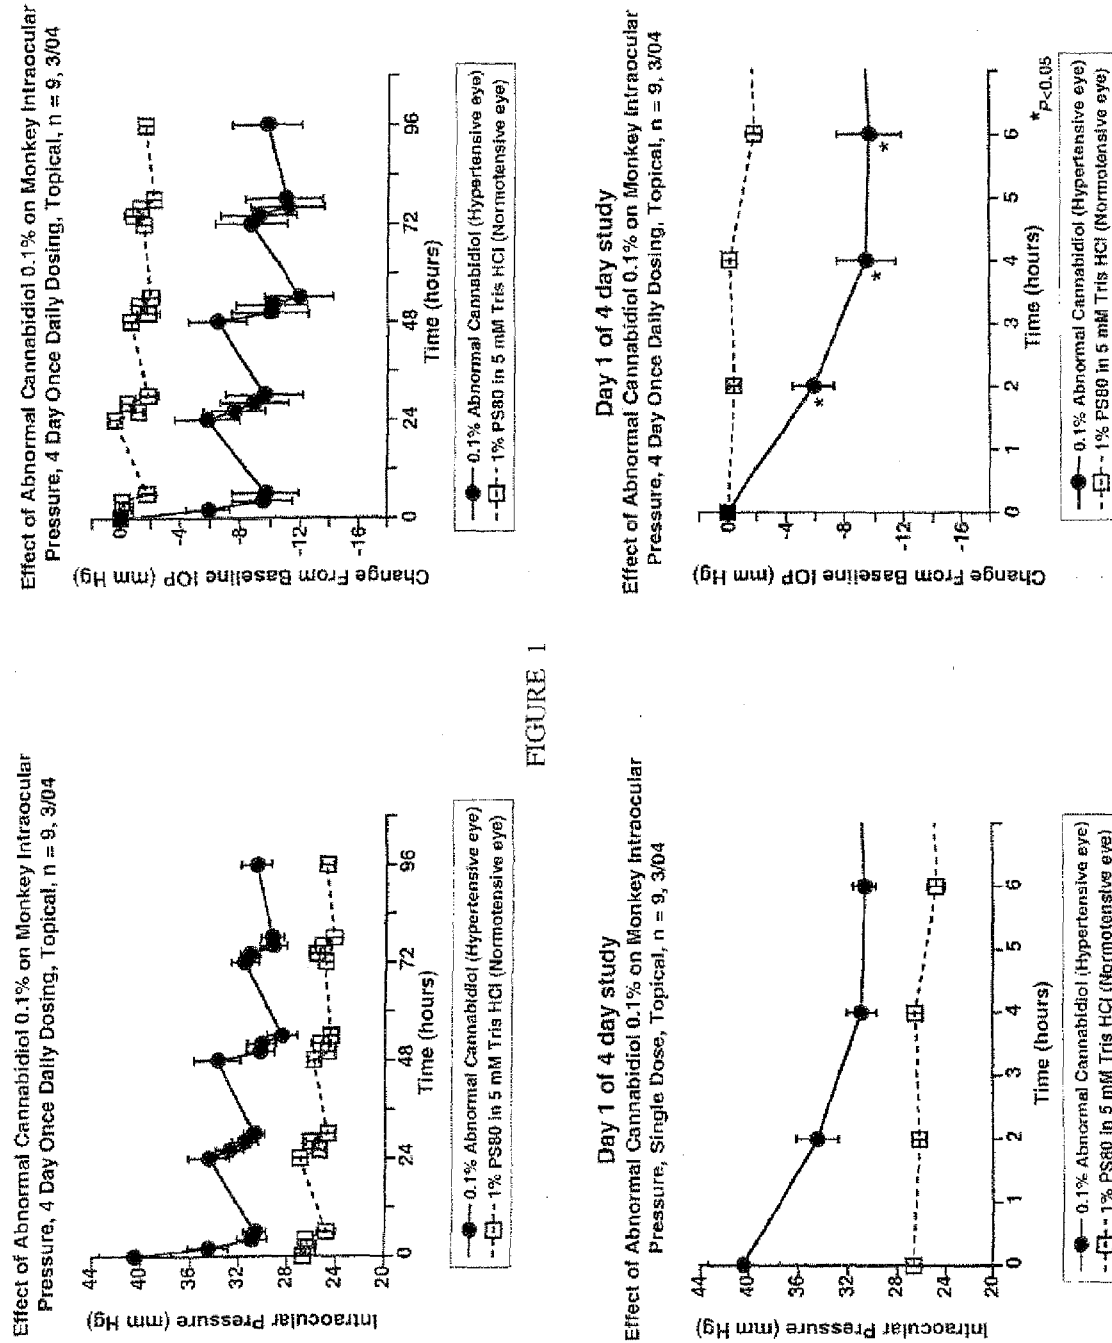 Effect of Abnormal Cannabidiol 0.1% on Monkey Intraocular
Pressure, 4 Day Once Daily Dosing, Topical, n = 9, 3/04
Intraocular Pressure (mm Hg)
44
40
36
32
28
24
20
0
24
48
72
96
Time (hours)
0.1% Abnormal Cannabidiol (Hypertensive eye)
1% PS80 in 5 mM Tris HCl (Normotensive eye)
Effect of Abnormal Cannabidiol 0.1% on Monkey Intraocular
Pressure, 4 Day Once Daily Dosing, Topical, n = 9, 3/04
Change From Baseline IOP (mm Hg)
0
-4
-8
-12
-16
0
24
48
72
96
Time (hours)
0.1% Abnormal Cannabidiol (Hypertensive eye)
1% PS80 in 5 mM Tris HCl (Normotensive eye)
FIGURE 1
Day 1 of 4 day study
Effect of Abnormal Cannabidiol 0.1% on Monkey Intraocular
Pressure, Single Dose, Topical, n = 9, 3/04
Intraocular Pressure (mm Hg)
44
40
36
32
28
24
20
0
1
2
3
4
5
6
Time (hours)
0.1% Abnormal Cannabidiol (Hypertensive eye)
1% PS80 in 5 mM Tris HCl (Normotensive eye)
Day 1 of 4 day study
Effect of Abnormal Cannabidiol 0.1% on Monkey Intraocular
Pressure, 4 Day Once Daily Dosing, Topical, n = 9, 3/04
Change From Baseline IOP (mm Hg)
0
-4
-8
-12
-16
*
*
*
0
1
2
3
4
5
6
Time (hours)
*P<0.05
0.1% Abnormal Cannabidiol (Hypertensive eye)
1% PS80 in 5 mM Tris HCl (Normotensive eye)